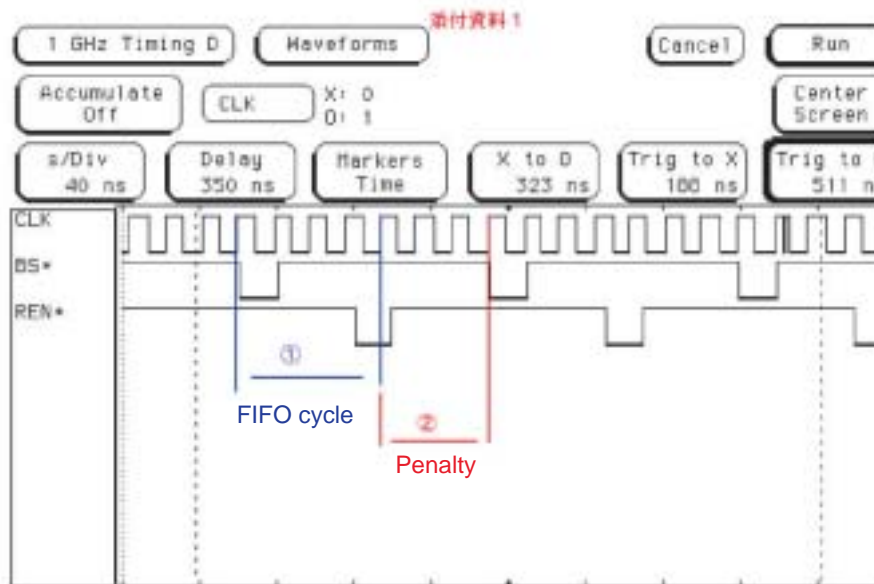 添付資料1
1 GHz Timing D
Waveforms
Cancel
Run
Accumulate
Off
CLK
X: 0
O: 1
Center
Screen
s/Div
40 ns
Delay
350 ns
Markers
Time
X to O
323 ns
Trig to X
188 ns
Trig to
511 n
CLK
BS*
REN*
①
FIFO cycle
②
Penalty